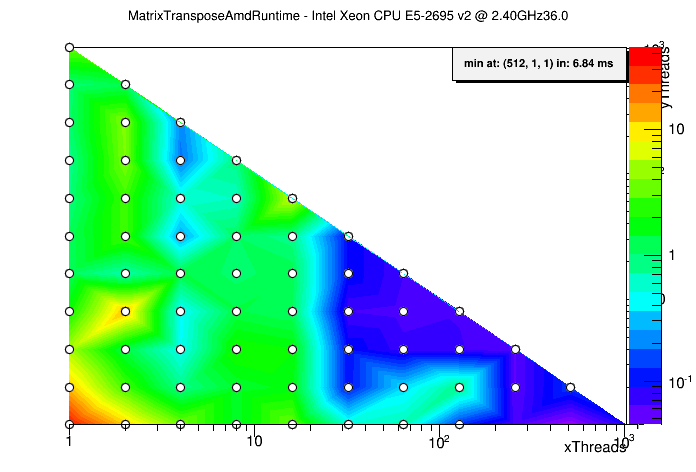 MatrixTransposeAmdRuntime - Intel Xeon CPU E5-2695 v2 @ 2.40GHz36.0
min at: (512, 1, 1) in: 6.84 ms
yThreads
10
1
10⁻¹
1
10
10²
10³
xThreads